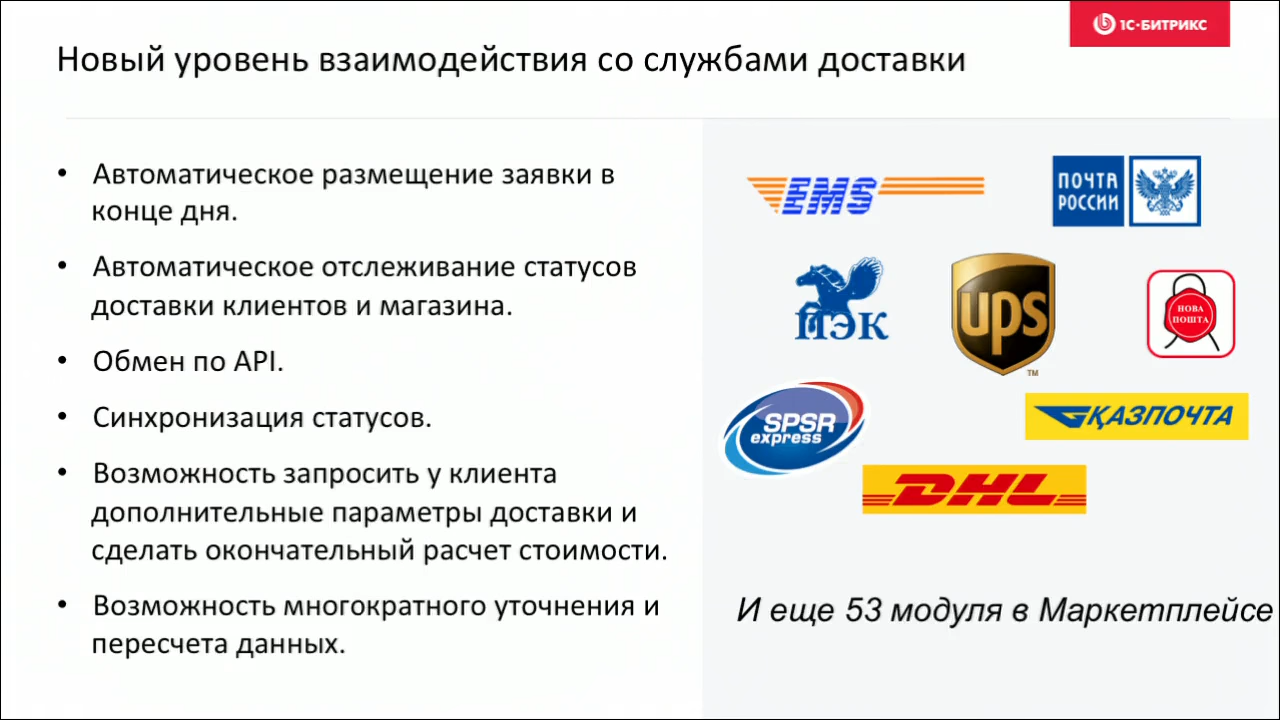 1С-БИТРИКС
Новый уровень взаимодействия со службами доставки
• Автоматическое размещение заявки в
конце дня.
• Автоматическое отслеживание статусов
доставки клиентов и магазина.
• Обмен по API.
• Синхронизация статусов.
• Возможность запросить у клиента
дополнительные параметры доставки и
сделать окончательный расчет стоимости.
• Возможность многократного уточнения и
пересчета данных.
EMS
ПОЧТА
РОССИИ
ПЭК
ups
TM
НОВА
ПОШТА
SPSR
express
ҚАЗПОЧТА
DHL
И еще 53 модуля в Маркетплейсе